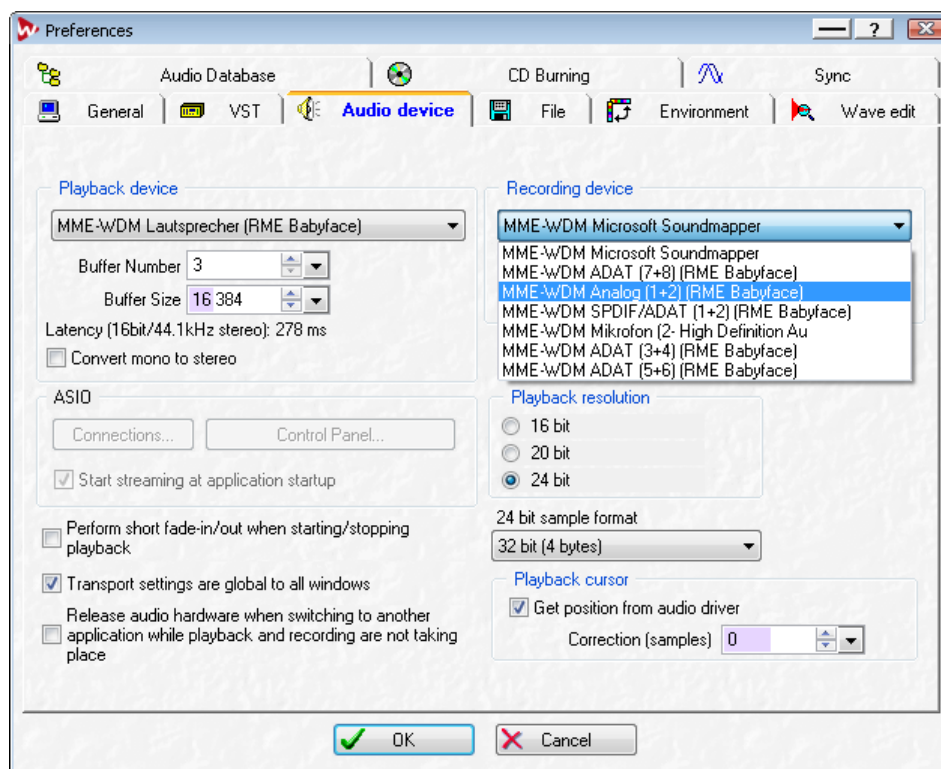 Preferences
Audio Database
CD Burning
Sync
General
VST
Audio device
File
Environment
Wave edit
Playback device
MME-WDM Lautsprecher (RME Babyface)
Buffer Number 3
Buffer Size 16 384
Latency (16bit/44.1kHz stereo): 278 ms
Convert mono to stereo
Recording device
MME-WDM Microsoft Soundmapper
MME-WDM Microsoft Soundmapper
MME-WDM ADAT (7+8) (RME Babyface)
MME-WDM Analog (1+2) (RME Babyface)
MME-WDM SPDIF/ADAT (1+2) (RME Babyface)
MME-WDM Mikrofon (2- High Definition Au
MME-WDM ADAT (3+4) (RME Babyface)
MME-WDM ADAT (5+6) (RME Babyface)
ASIO
Connections...
Control Panel...
Start streaming at application startup
Playback resolution
16 bit
20 bit
24 bit
Perform short fade-in/out when starting/stopping
playback
Transport settings are global to all windows
Release audio hardware when switching to another
application while playback and recording are not taking
place
24 bit sample format
32 bit (4 bytes)
Playback cursor
Get position from audio driver
Correction (samples) 0
OK
Cancel